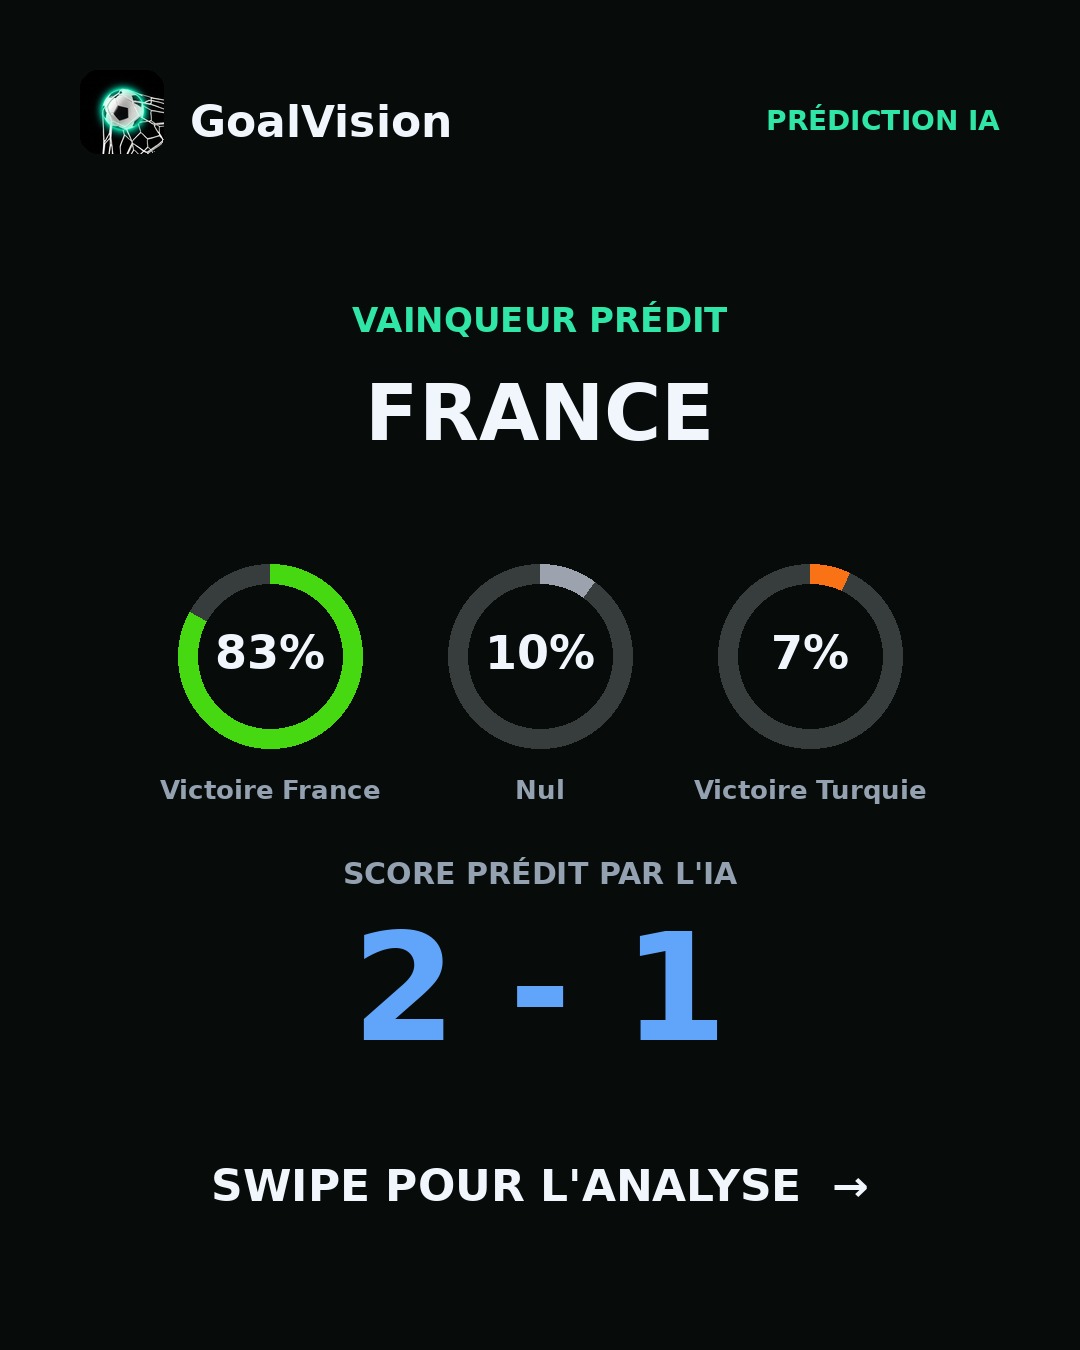 GoalVision
PRÉDICTION IA
VAINQUEUR PRÉDIT
FRANCE
83%
10%
7%
Victoire France
Nul
Victoire Turquie
SCORE PRÉDIT PAR L'IA
2 - 1
SWIPE POUR L'ANALYSE →